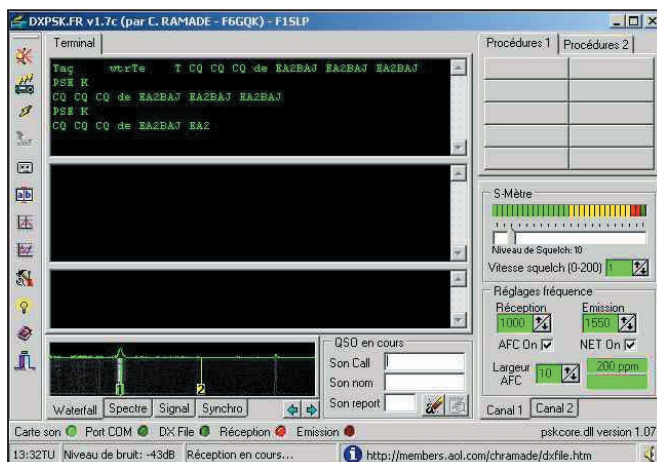 DXPSK.FR v1.7c (par C. RAMADE - F6GQK) - F1SLP
Terminal
Tag wtrTe T CQ CQ CQ de EA2BAJ EA2BAJ EA2BAJ
PSE K
CQ CQ CQ de EA2BAJ EA2BAJ EA2BAJ
PSE K
CQ CQ CQ de EA2BAJ EA2
Procédures 1 Procédures 2
S-Mètre
Niveau de Squelch: 10
Vitesse squelch (0-200) 1
Réglages fréquence
Réception Emission
1000 1550
AFC On NET On
Largeur AFC 10 200 ppm
Canal 1 Canal 2
1 2
Waterfall Spectre Signal Synchro
QSO en cours
Son Call
Son nom
Son report
Carte son Port COM DX File Réception Emission pskcore.dll version 1.07
13:32TU Niveau de bruit: -43dB Réception en cours... http://members.aol.com/chramade/dxfile.htm